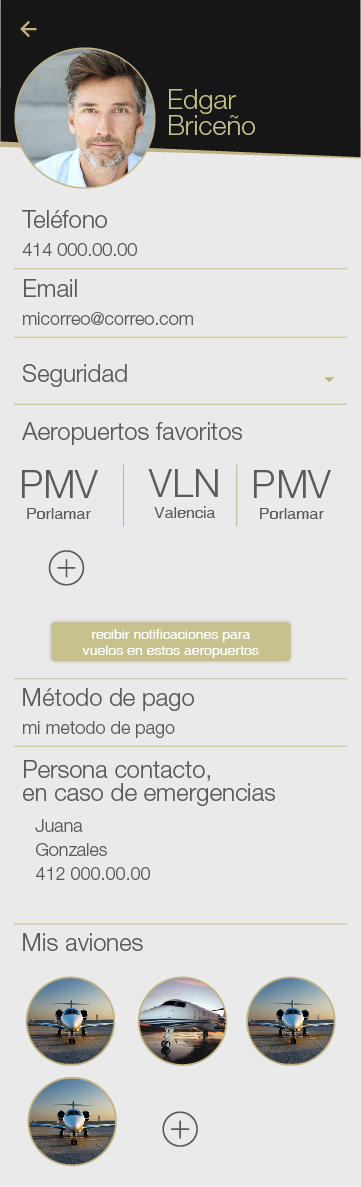 Edgar
Briceño
Teléfono
414 000.00.00
Email
micorreo@correo.com
Seguridad
Aeropuertos favoritos
PMV VLN PMV
Porlamar Valencia Porlamar
recibir notificaciones para
vuelos en estos aeropuertos
Método de pago
mi metodo de pago
Persona contacto,
en caso de emergencias
Juana
Gonzales
412 000.00.00
Mis aviones